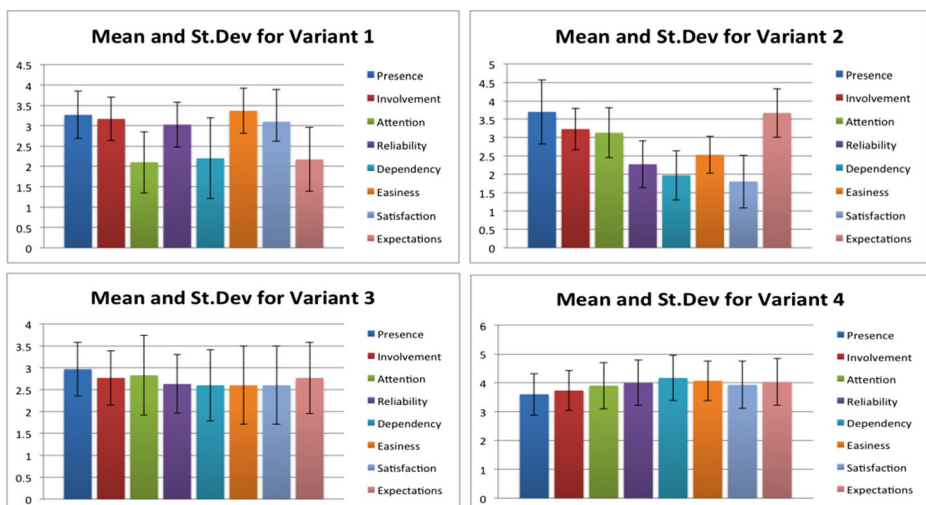 Mean and St.Dev for Variant 1
4.5
4
3.5
3
2.5
2
1.5
1
0.5
0
Presence
Involvement
Attention
Reliability
Dependency
Easiness
Satisfaction
Expectations
Mean and St.Dev for Variant 2
5
4.5
4
3.5
3
2.5
2
1.5
1
0.5
0
Presence
Involvement
Attention
Reliability
Dependency
Easiness
Satisfaction
Expectations
Mean and St.Dev for Variant 3
4
3.5
3
2.5
2
1.5
1
0.5
0
Presence
Involvement
Attention
Reliability
Dependency
Easiness
Satisfaction
Expectations
Mean and St.Dev for Variant 4
6
5
4
3
2
1
0
Presence
Involvement
Attention
Reliability
Dependency
Easiness
Satisfaction
Expectations